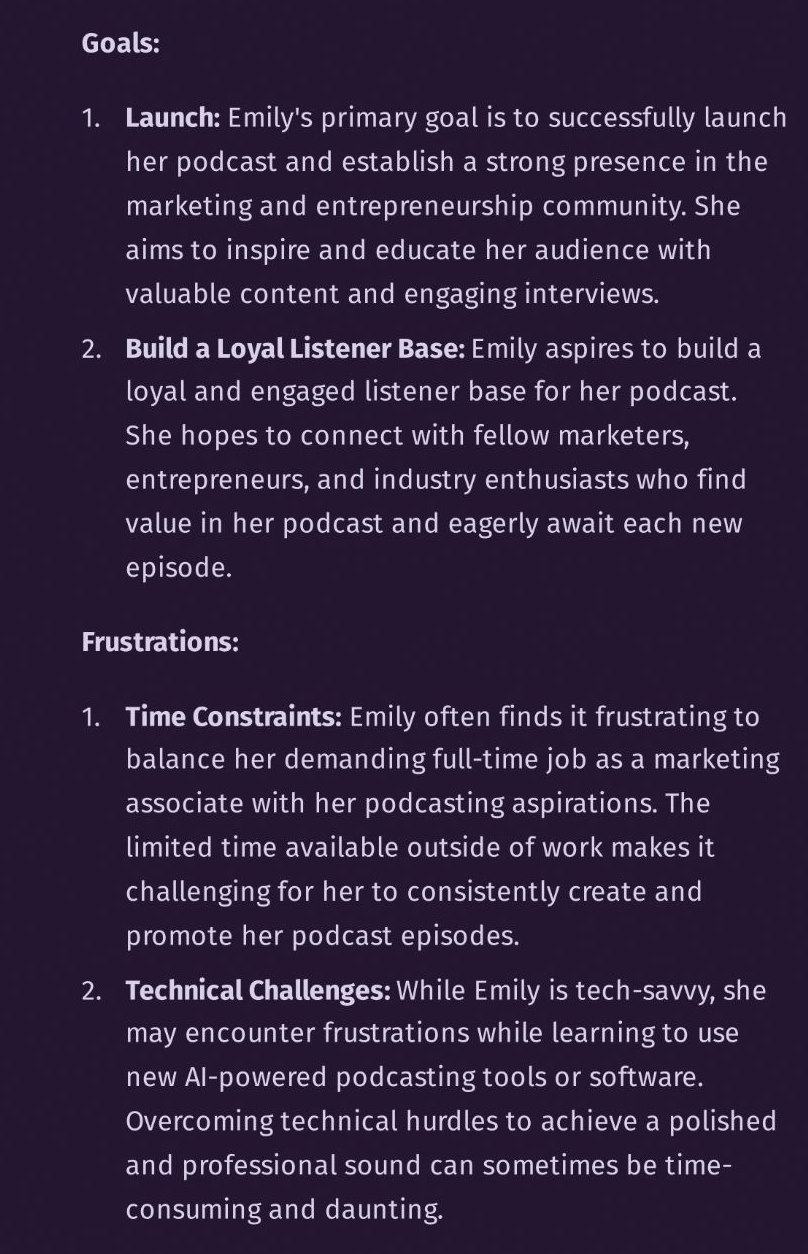 Goals:
1. Launch: Emily's primary goal is to successfully launch
her podcast and establish a strong presence in the
marketing and entrepreneurship community. She
aims to inspire and educate her audience with
valuable content and engaging interviews.
2. Build a Loyal Listener Base: Emily aspires to build a
loyal and engaged listener base for her podcast.
She hopes to connect with fellow marketers,
entrepreneurs, and industry enthusiasts who find
value in her podcast and eagerly await each new
episode.
Frustrations:
1. Time Constraints: Emily often finds it frustrating to
balance her demanding full-time job as a marketing
associate with her podcasting aspirations. The
limited time available outside of work makes it
challenging for her to consistently create and
promote her podcast episodes.
2. Technical Challenges: While Emily is tech-savvy, she
may encounter frustrations while learning to use
new AI-powered podcasting tools or software.
Overcoming technical hurdles to achieve a polished
and professional sound can sometimes be time-
consuming and daunting.